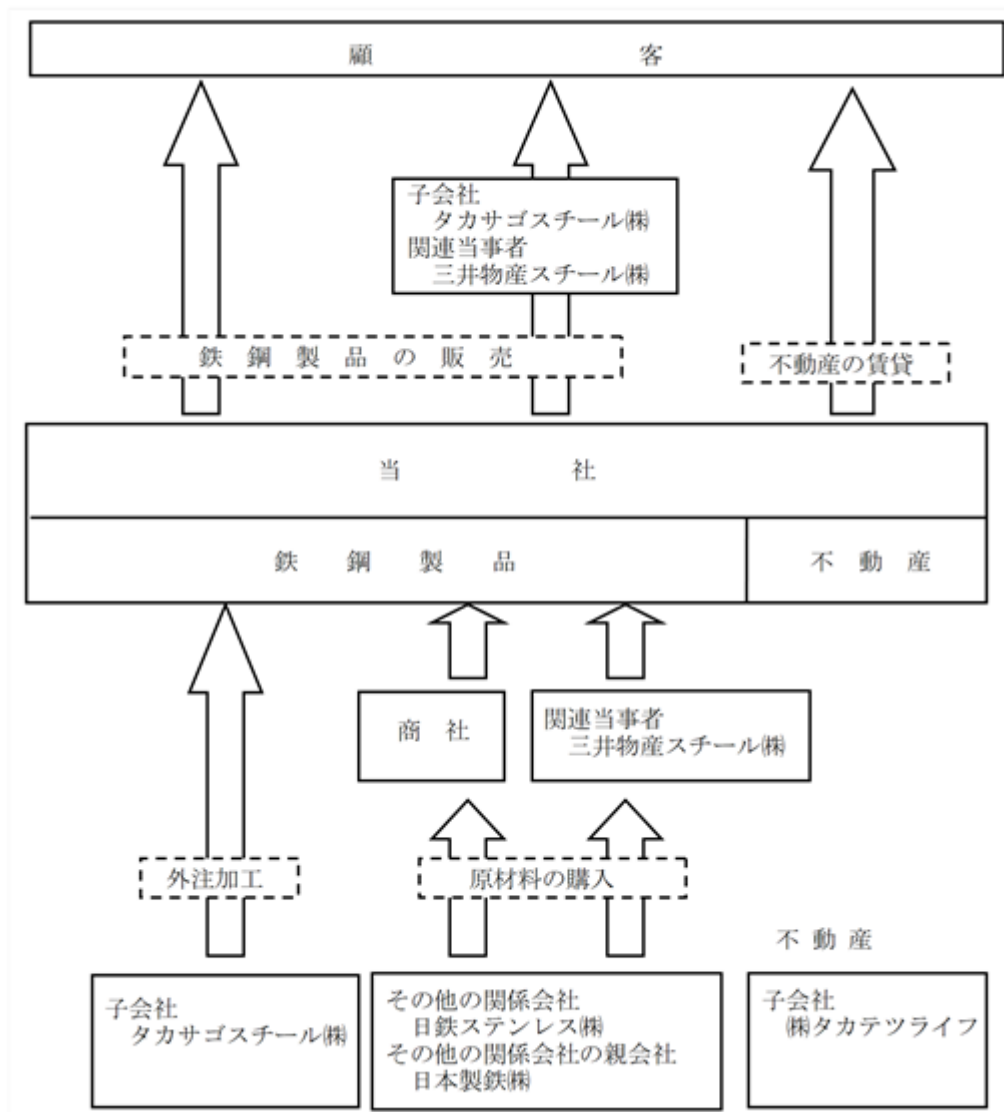 顧客
子会社
タカサゴスチール㈱
関連当事者
三井物産スチール㈱
鉄鋼製品の販売
不動産の賃貸
当社
鉄鋼製品
不動産
商社
関連当事者
三井物産スチール㈱
外注加工
原材料の購入
不動産
子会社
タカサゴスチール㈱
その他の関係会社
日鉄ステンレス㈱
その他の関係会社の親会社
日本製鉄㈱
子会社
㈱タカテツライフ